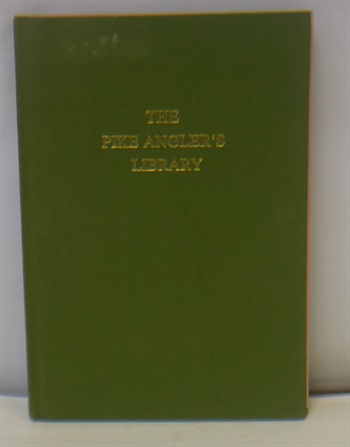 THE
PIKE ANGLER'S
LIBRARY